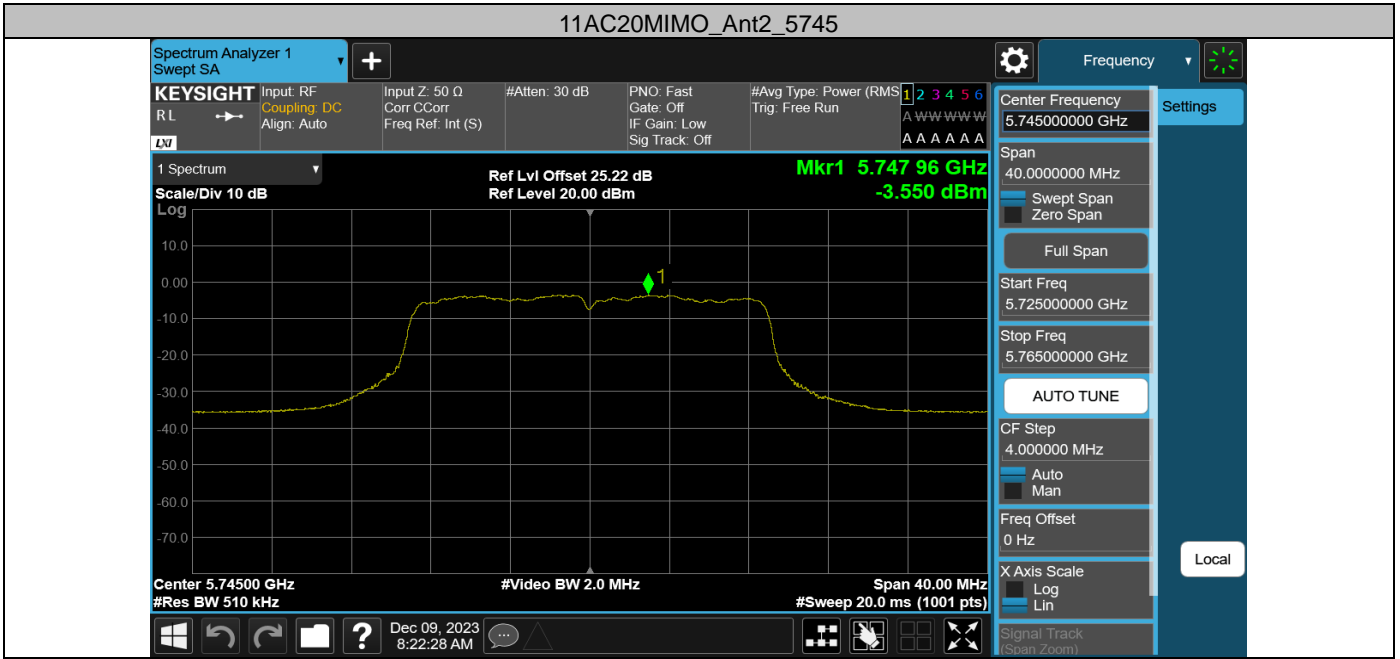 11AC20MIMO_Ant2_5745
Spectrum Analyzer 1
Swept SA
Frequency
KEYSIGHT
RL
LXI
Input: RF
Coupling: DC
Align: Auto
Input Z: 50 Ω
Corr CCorr
Freq Ref: Int (S)
#Atten: 30 dB
PNO: Fast
Gate: Off
IF Gain: Low
Sig Track: Off
#Avg Type: Power (RMS
Trig: Free Run
1 2 3 4 5 6
A W W W W W
A A A A A A
1 Spectrum
Scale/Div 10 dB
Log
Ref Lvl Offset 25.22 dB
Ref Level 20.00 dBm
Mkr1 5.747 96 GHz
-3.550 dBm
10.0
0.00
-10.0
-20.0
-30.0
-40.0
-50.0
-60.0
-70.0
1
Center 5.74500 GHz
#Res BW 510 kHz
#Video BW 2.0 MHz
Span 40.00 MHz
#Sweep 20.0 ms (1001 pts)
Dec 09, 2023
8:22:28 AM
Center Frequency
5.745000000 GHz
Span
40.0000000 MHz
Swept Span
Zero Span
Full Span
Start Freq
5.725000000 GHz
Stop Freq
5.765000000 GHz
AUTO TUNE
CF Step
4.000000 MHz
Auto
Man
Freq Offset
0 Hz
X Axis Scale
Log
Lin
Signal Track
(Span Zoom)
Settings
Local